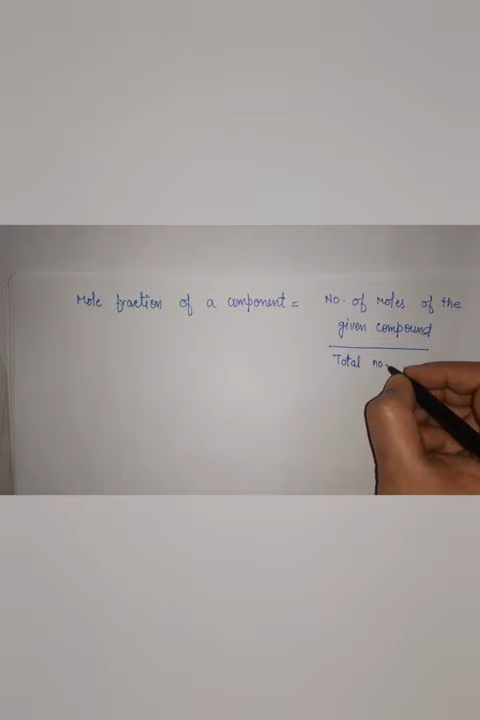 Mole fraction of a component = No. of moles of the
given compound
Total no.